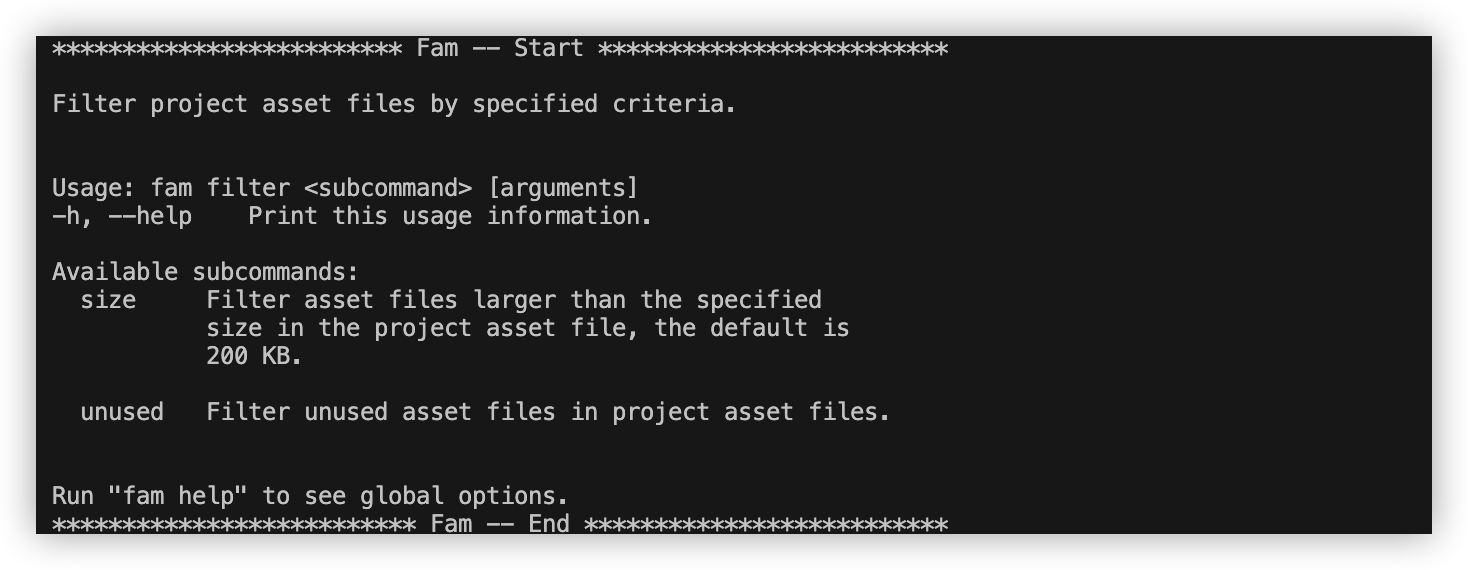 ************************* Fam -- Start *************************
Filter project asset files by specified criteria.
Usage: fam filter <subcommand> [arguments]
-h, --help    Print this usage information.
Available subcommands:
  size     Filter asset files larger than the specified
           size in the project asset file, the default is
           200 KB.
  unused   Filter unused asset files in project asset files.
Run "fam help" to see global options.
************************** Fam -- End **************************